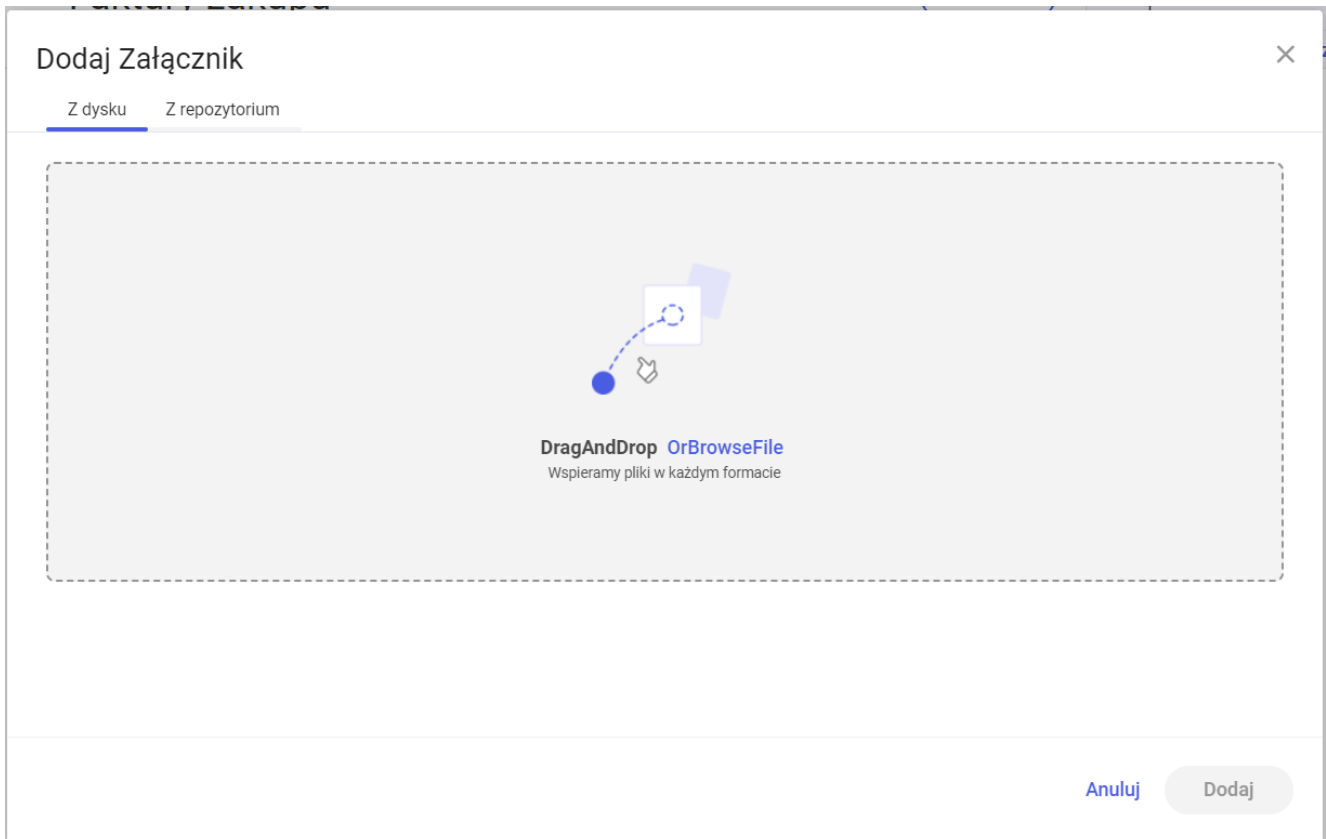 Dodaj Załącznik
Z dysku Z repozytorium
DragAndDrop OrBrowseFile
Wspieramy pliki w każdym formacie
Anuluj Dodaj